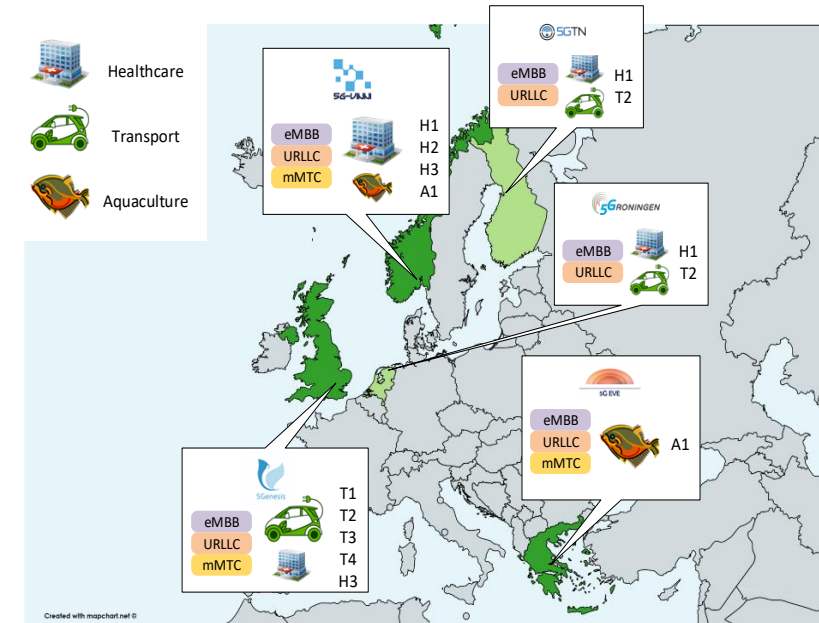 Healthcare
Transport
Aquaculture
5G-VINNI
eMBB
URLLC
mMTC
H1
H2
H3
A1
5GTN
eMBB
URLLC
H1
T2
5GRONINGEN
eMBB
URLLC
H1
T2
5G EVE
eMBB
URLLC
mMTC
A1
5Genesis
eMBB
URLLC
mMTC
T1
T2
T3
T4
H3
Created with mapchart.net ©